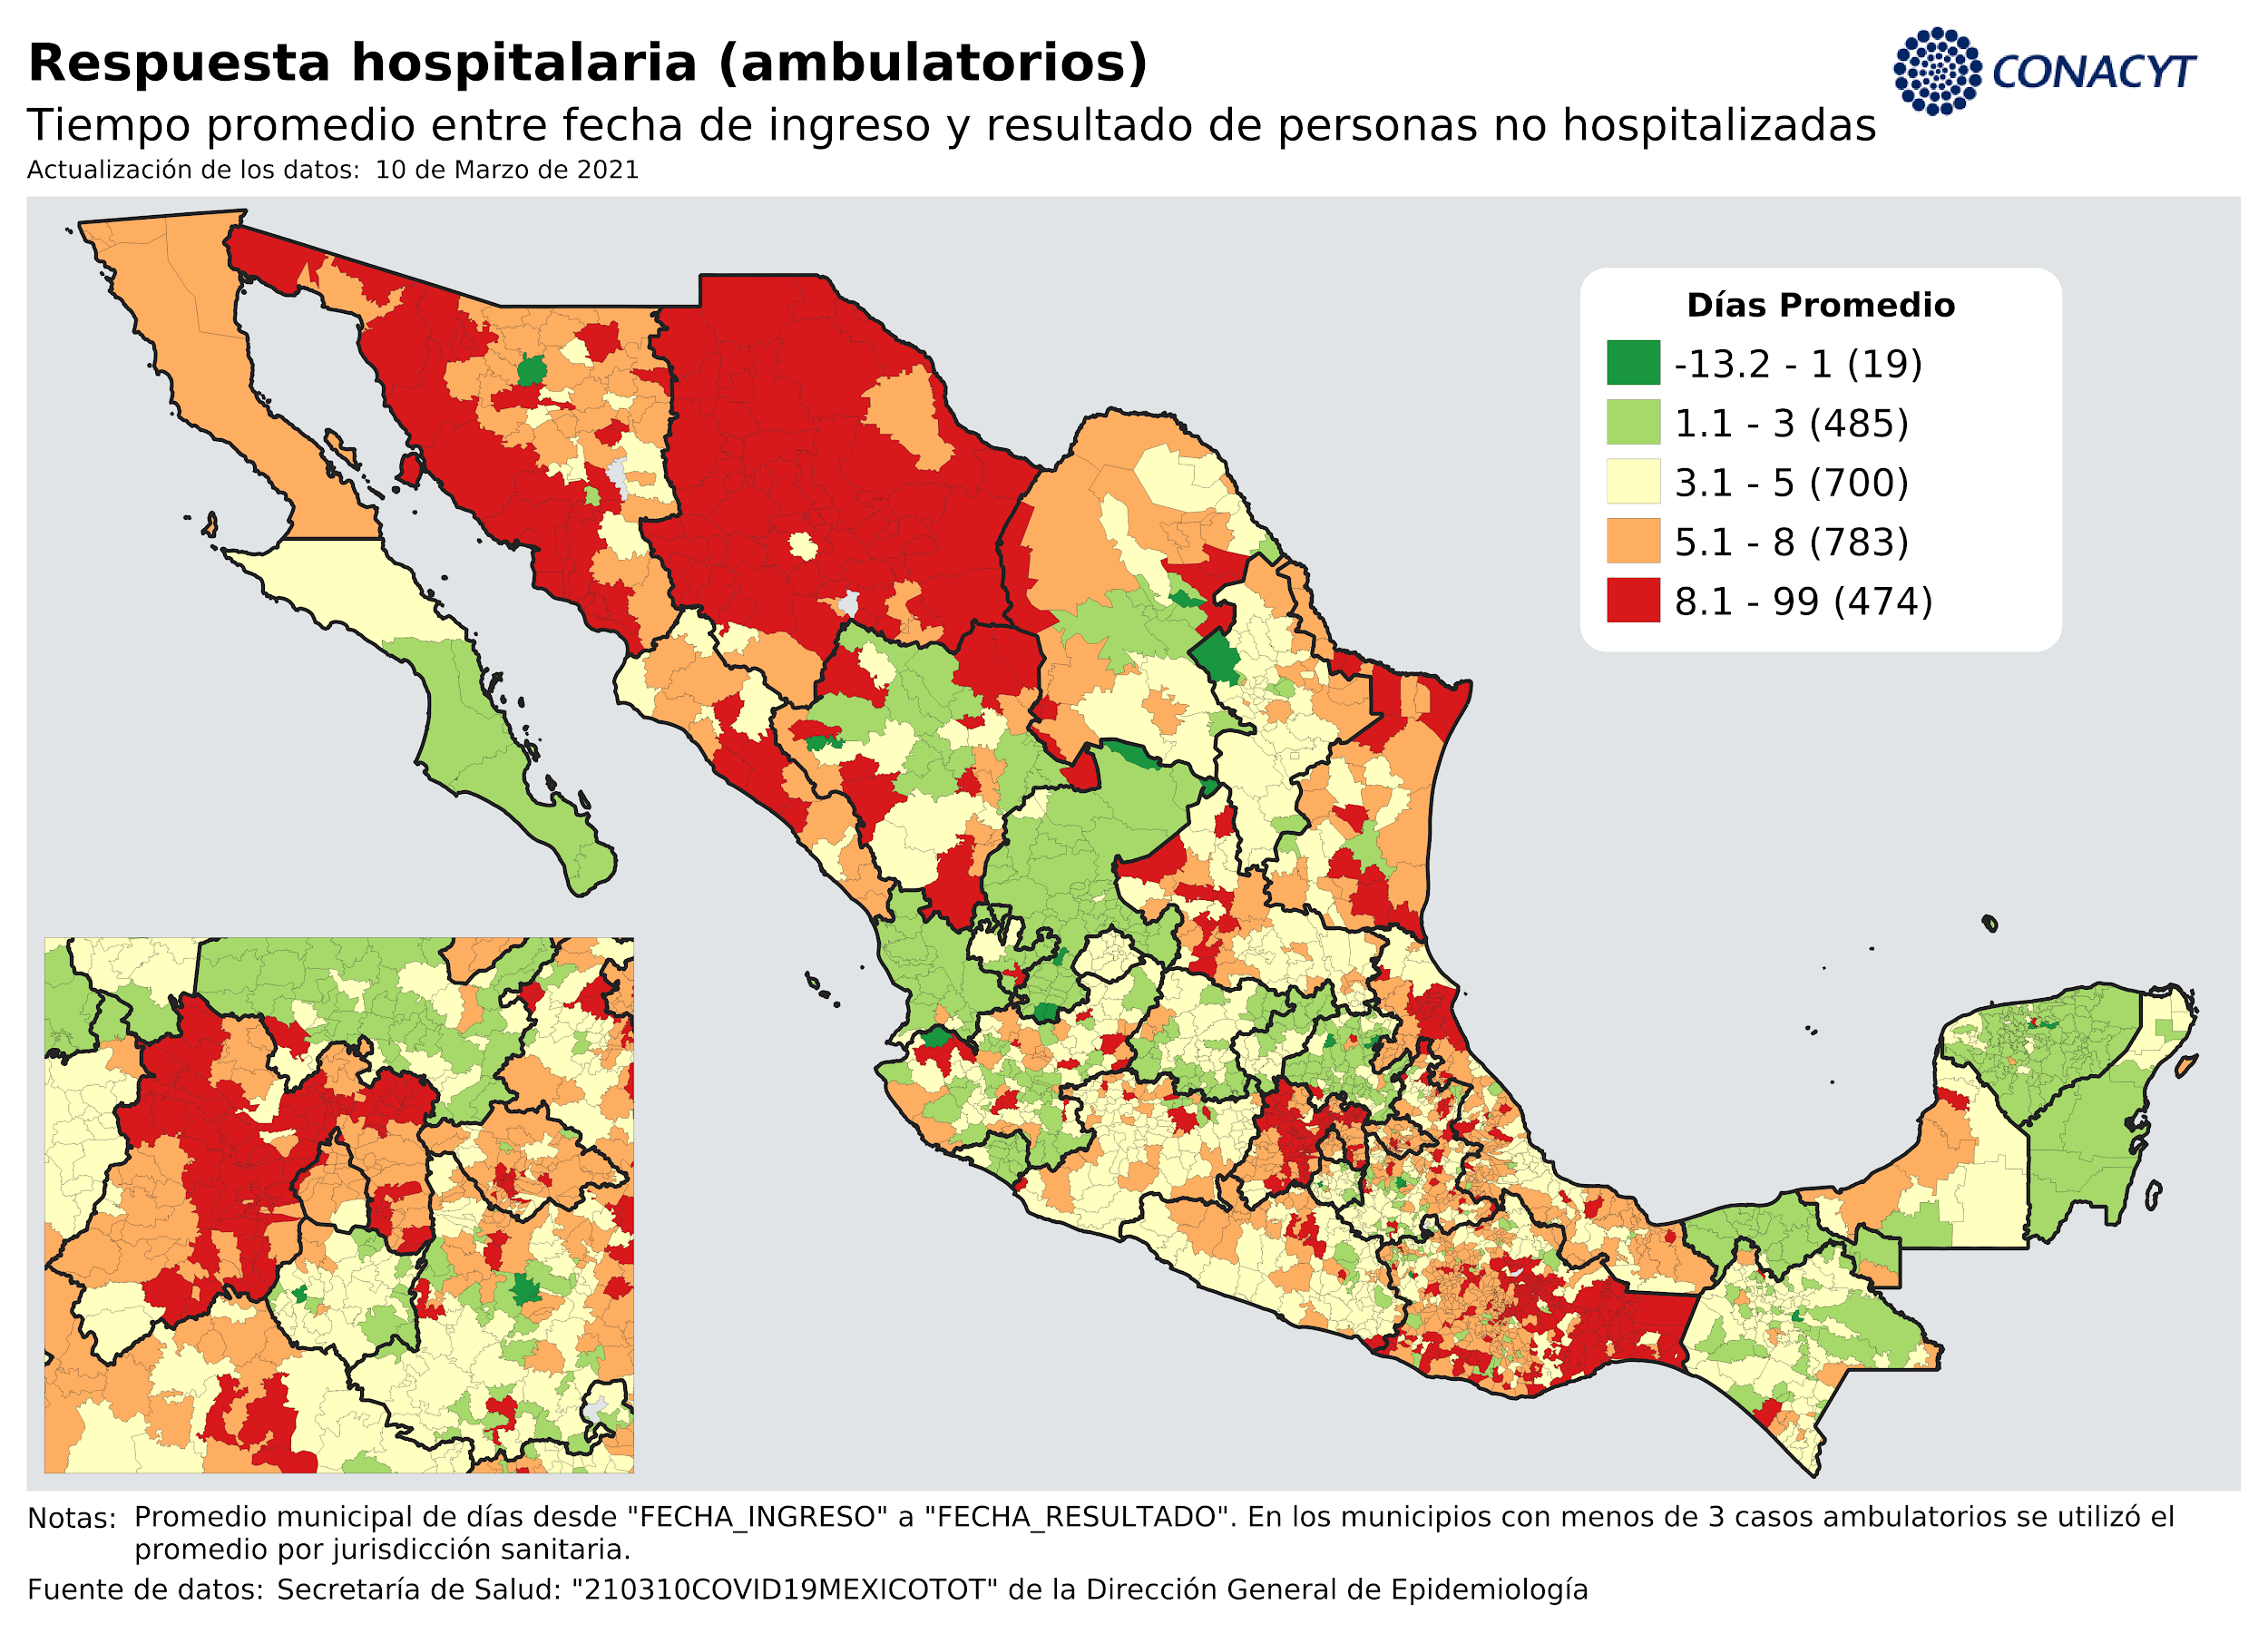 Respuesta hospitalaria (ambulatorios)
CONACYT
Tiempo promedio entre fecha de ingreso y resultado de personas no hospitalizadas
Actualización de los datos: 10 de Marzo de 2021
Días Promedio
-13.2 - 1 (19)
1.1 - 3 (485)
3.1 - 5 (700)
5.1 - 8 (783)
8.1 - 99 (474)
Notas: Promedio municipal de días desde "FECHA_INGRESO" a "FECHA_RESULTADO". En los municipios con menos de 3 casos ambulatorios se utilizó el
promedio por jurisdicción sanitaria.
Fuente de datos: Secretaría de Salud: "210310COVID19MEXICOTOT" de la Dirección General de Epidemiología